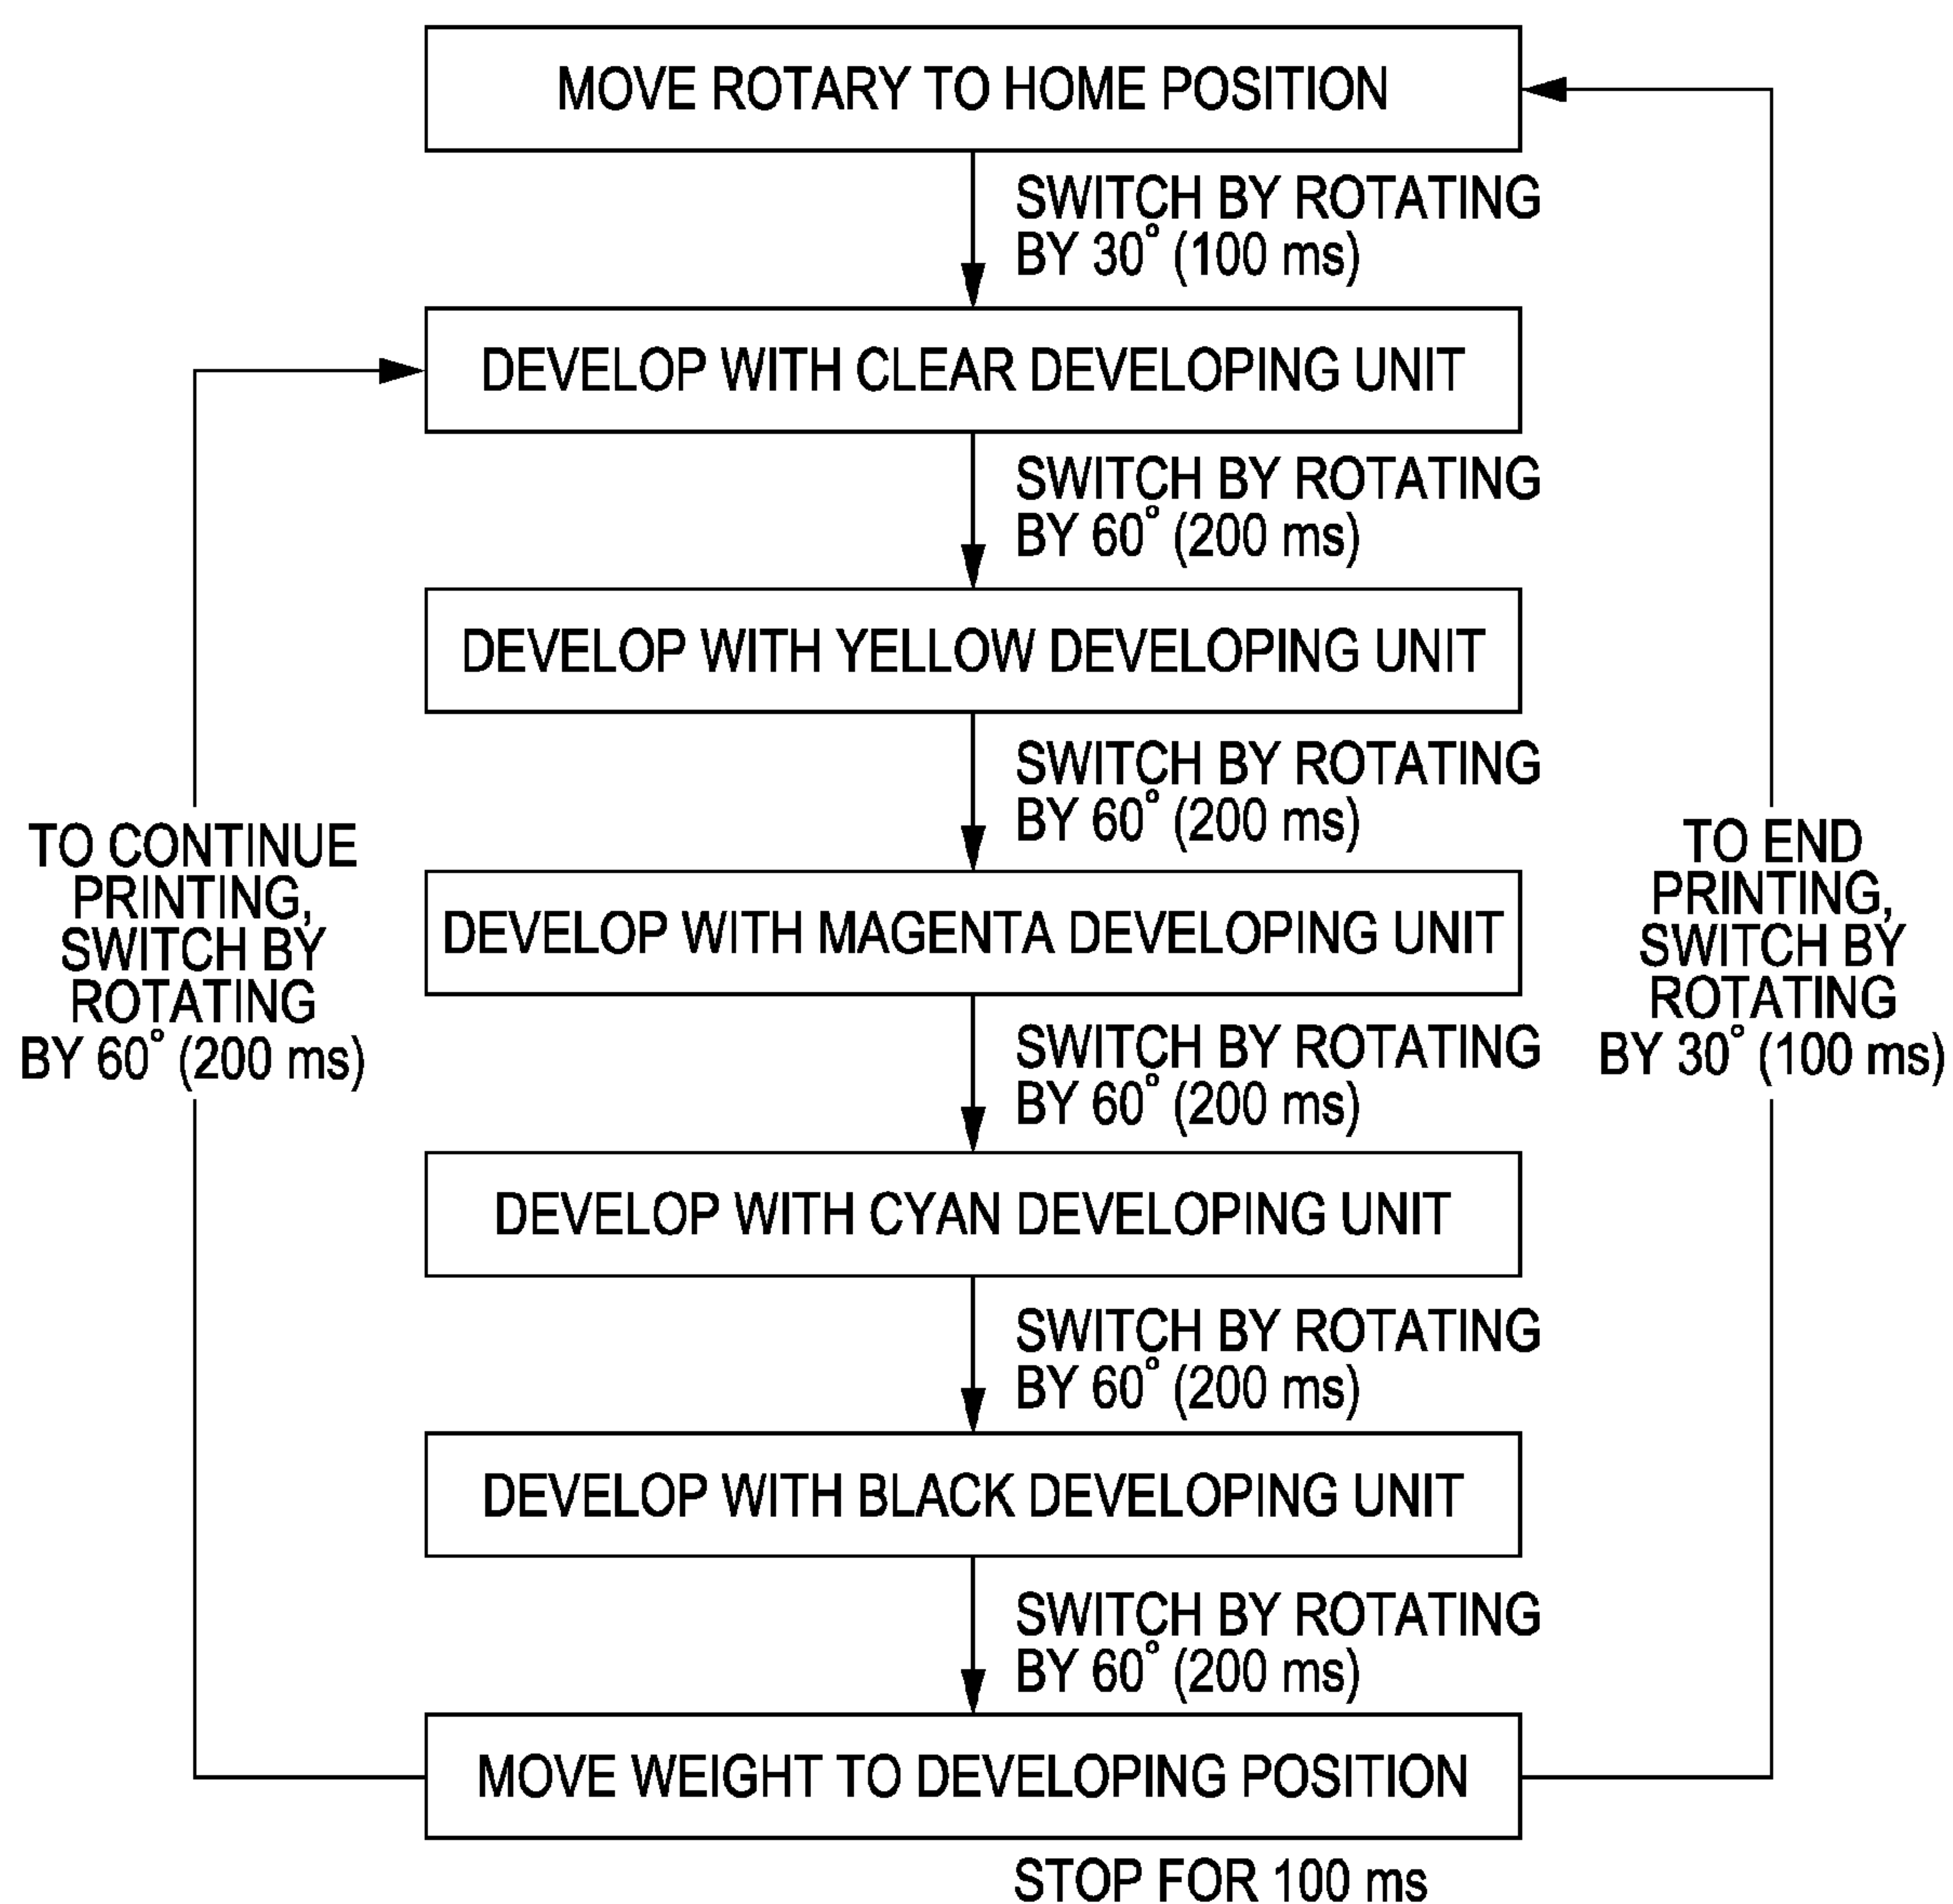 MOVE ROTARY TO HOME POSITION
SWITCH BY ROTATING
BY 30° (100 ms)
DEVELOP WITH CLEAR DEVELOPING UNIT
SWITCH BY ROTATING
BY 60° (200 ms)
DEVELOP WITH YELLOW DEVELOPING UNIT
SWITCH BY ROTATING
BY 60° (200 ms)
TO CONTINUE
PRINTING,
SWITCH BY
ROTATING
BY 60° (200 ms)
TO END
PRINTING,
SWITCH BY
ROTATING
BY 30° (100 ms)
DEVELOP WITH MAGENTA DEVELOPING UNIT
SWITCH BY ROTATING
BY 60° (200 ms)
DEVELOP WITH CYAN DEVELOPING UNIT
SWITCH BY ROTATING
BY 60° (200 ms)
DEVELOP WITH BLACK DEVELOPING UNIT
SWITCH BY ROTATING
BY 60° (200 ms)
MOVE WEIGHT TO DEVELOPING POSITION
STOP FOR 100 ms